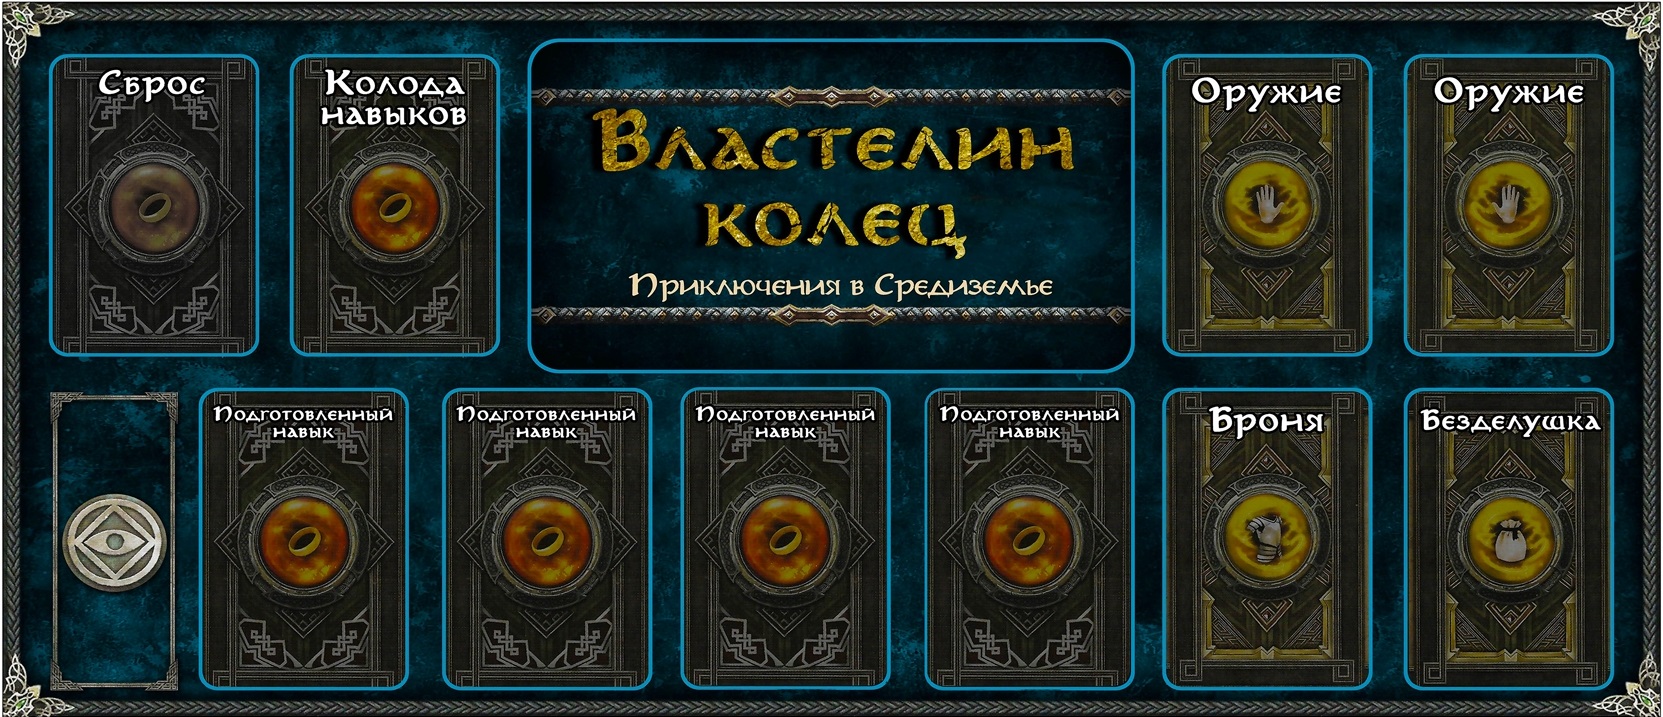 Сброс
Колода
навыков
Властелин
колец
Приключения в Средиземье
Оружие
Оружие
Подготовленный
навык
Подготовленный
навык
Подготовленный
навык
Подготовленный
навык
Броня
Безделушка